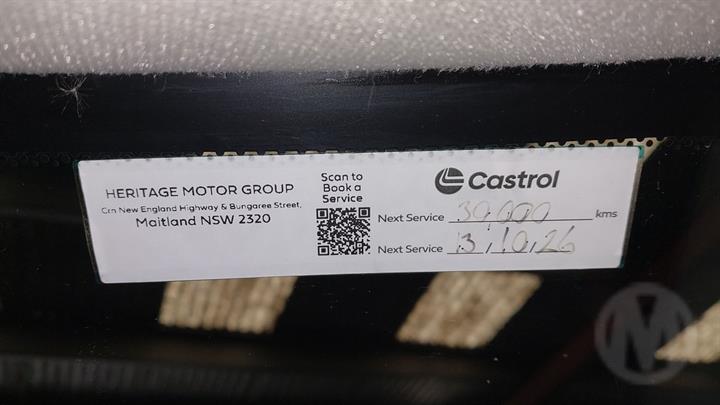 HERITAGE MOTOR GROUP
Crn New England Highway & Bungaree Street,
Maitland NSW 2320
Scan to
Book a
Service
Castrol
Next Service 30,000 kms
Next Service 13,10,26
M